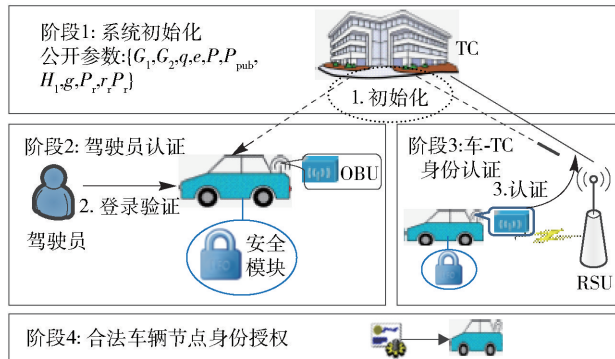 阶段1: 系统初始化
公开参数:{G₁,G₂,q,e,P,P_pub,
H₁,g,P_r,r_rP_r}
TC
1. 初始化
阶段2: 驾驶员认证
OBU
2. 登录验证
驾驶员
安全
模块
阶段3:车-TC
身份认证
3.认证
RSU
阶段4: 合法车辆节点身份授权